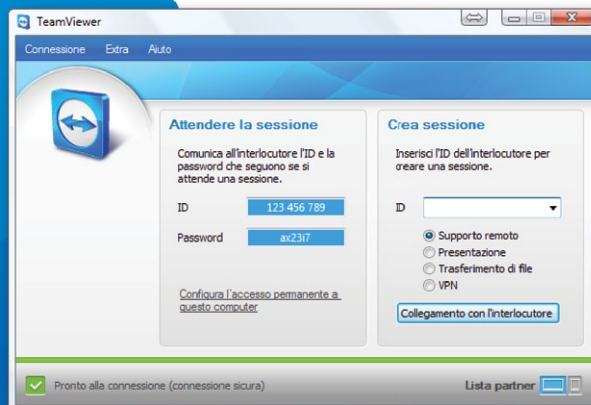 TeamViewer
Connessione Extra Aiuto
Attendere la sessione
Comunica all'interlocutore l'ID e la
password che seguono se si
attende una sessione.
ID 123 456 789
Password ax23i7
Configura l'accesso permanente a
questo computer
Crea sessione
Inserisci l'ID dell'interlocutore per
creare una sessione.
ID
Supporto remoto
Presentazione
Trasferimento di file
VPN
Collegamento con l'interlocutore
Pronto alla connessione (connessione sicura)
Lista partner